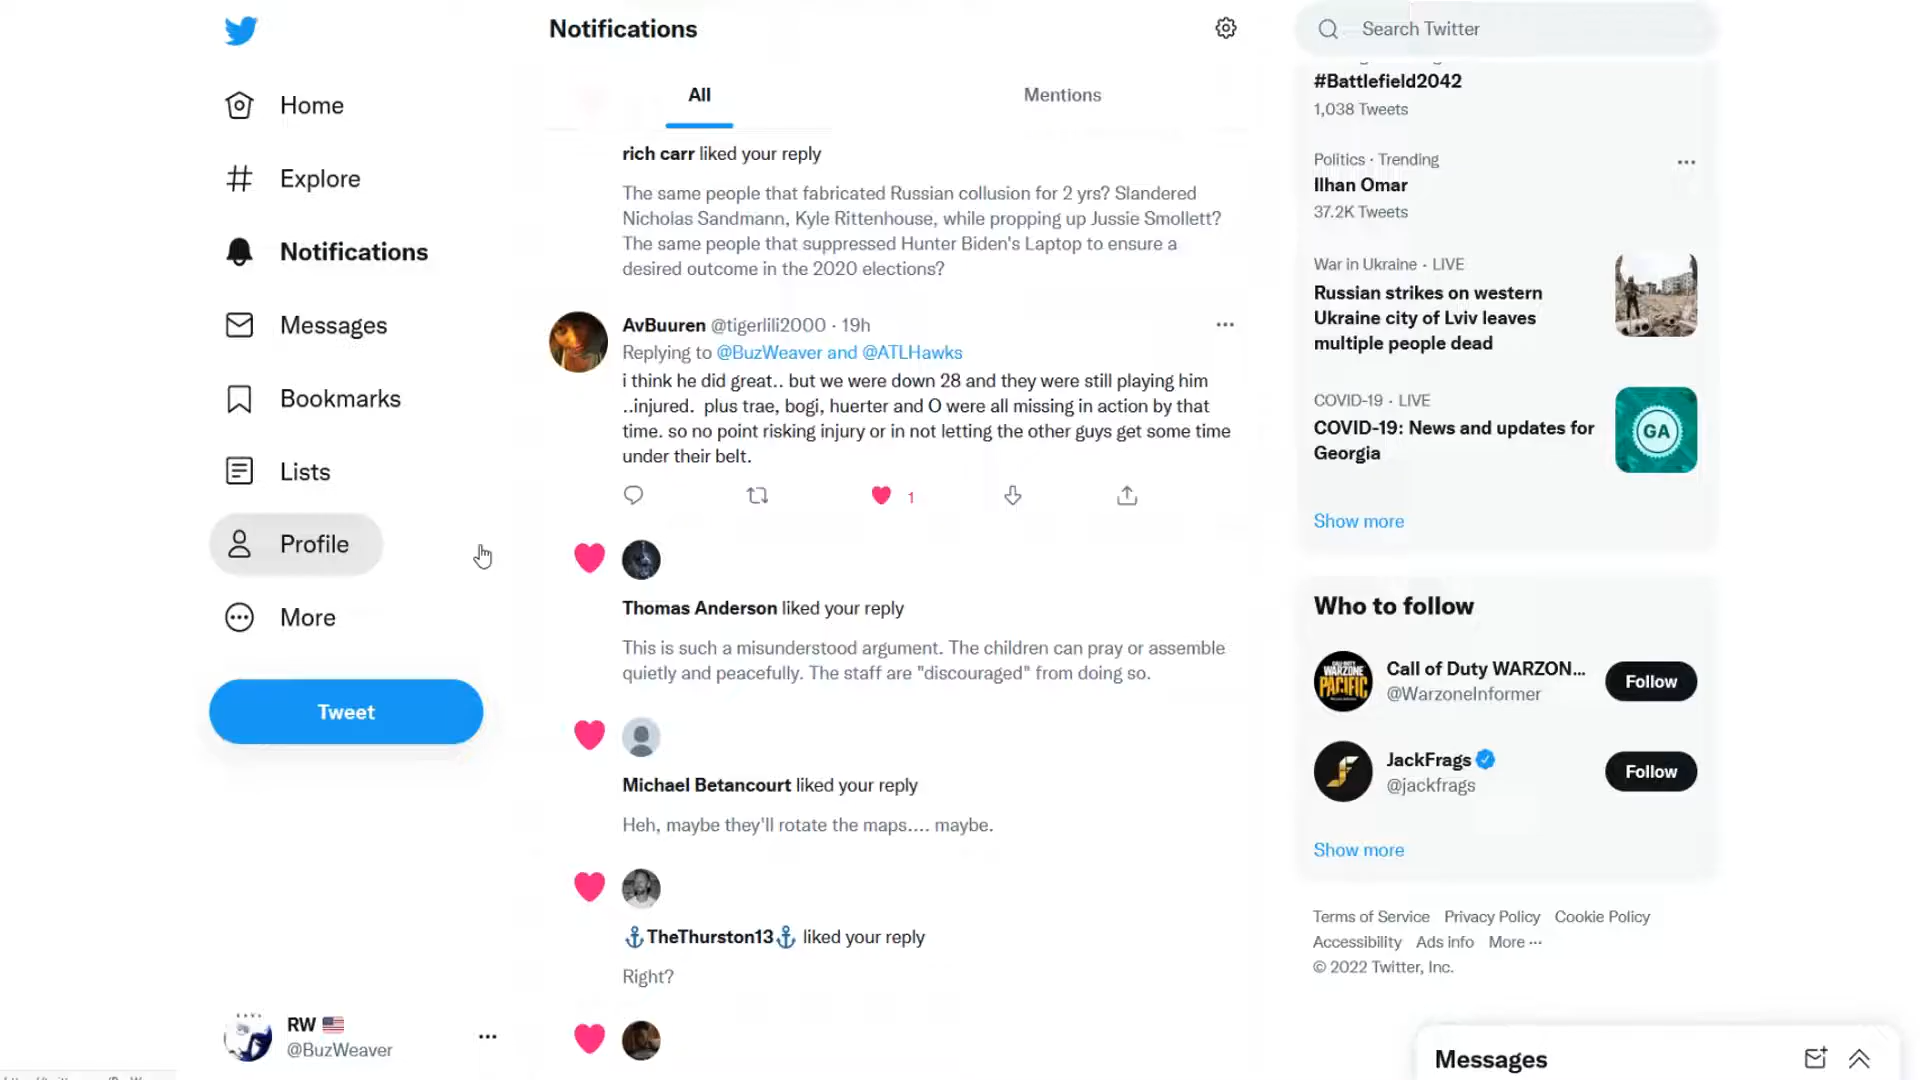 Home
Explore
Notifications
Messages
Bookmarks
Lists
Profile
More
Tweet
RW
@BuzWeaver
Notifications
All
Mentions
rich carr liked your reply
The same people that fabricated Russian collusion for 2 yrs? Slandered
Nicholas Sandmann, Kyle Rittenhouse, while propping up Jussie Smollett?
The same people that suppressed Hunter Biden's Laptop to ensure a
desired outcome in the 2020 elections?
AvBuuren @tigerlili2000 · 19h
Replying to @BuzWeaver and @ATLHawks
i think he did great.. but we were down 28 and they were still playing him
..injured. plus trae, bogi, huerter and O were all missing in action by that
time. so no point risking injury or in not letting the other guys get some time
under their belt.
1
Thomas Anderson liked your reply
This is such a misunderstood argument. The children can pray or assemble
quietly and peacefully. The staff are "discouraged" from doing so.
Michael Betancourt liked your reply
Heh, maybe they'll rotate the maps.... maybe.
⚓TheThurston13⚓ liked your reply
Right?
Search Twitter
#Battlefield2042
1,038 Tweets
Politics · Trending
Ilhan Omar
37.2K Tweets
War in Ukraine · LIVE
Russian strikes on western
Ukraine city of Lviv leaves
multiple people dead
COVID-19 · LIVE
COVID-19: News and updates for
Georgia
GA
Show more
Who to follow
WARZONE
PACIFIC
Call of Duty WARZON...
@WarzoneInformer
Follow
JackFrags
@jackfrags
Follow
Show more
Terms of Service Privacy Policy Cookie Policy
Accessibility Ads info More ···
© 2022 Twitter, Inc.
Messages